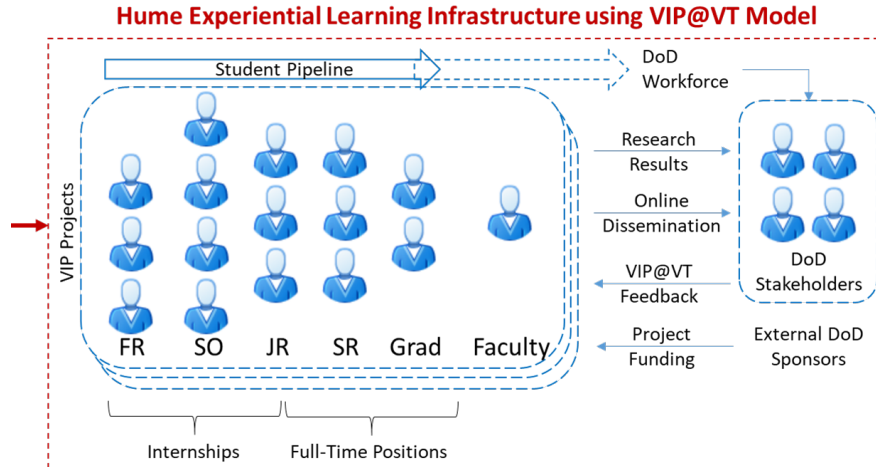 Hume Experiential Learning Infrastructure using VIP@VT Model
Student Pipeline
DoD
Workforce
VIP Projects
FR
SO
JR
SR
Grad
Faculty
Research
Results
Online
Dissemination
VIP@VT
Feedback
Project
Funding
DoD
Stakeholders
External DoD
Sponsors
Internships
Full-Time Positions